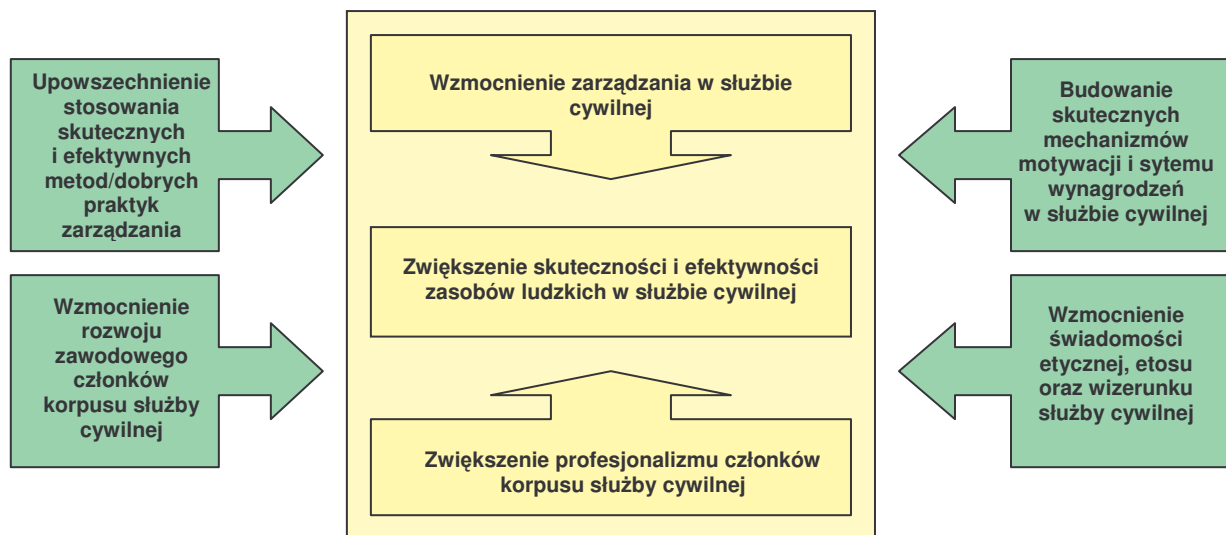 Upowszechnienie
stosowania
skutecznych
i efektywnych
metod/dobrych
praktyk
zarządzania
Wzmocnienie
rozwoju
zawodowego
członków
korpusu służby
cywilnej
Wzmocnienie zarządzania w służbie
cywilnej
Zwiększenie skuteczności i efektywności
zasobów ludzkich w służbie cywilnej
Zwiększenie profesjonalizmu członków
korpusu służby cywilnej
Budowanie
skutecznych
mechanizmów
motywacji i sytemu
wynagrodzeń
w służbie cywilnej
Wzmocnienie
świadomości
etycznej, etosu
oraz wizerunku
służby cywilnej